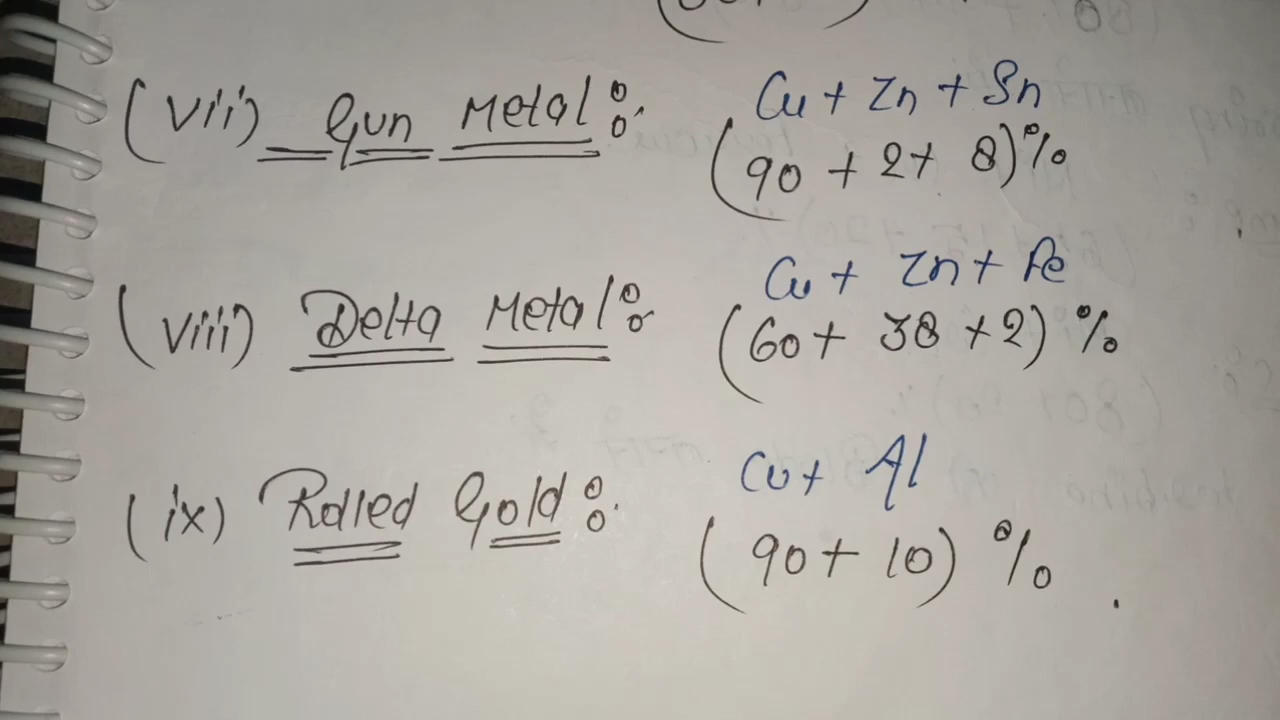 (vii) Gun Metal : Cu + Zn + Sn
(90 + 2 + 8)%
(viii) Delta Metal : Cu + Zn + Fe
(60 + 38 + 2) %
(ix) Rolled Gold : Cu + Al
(90 + 10) %